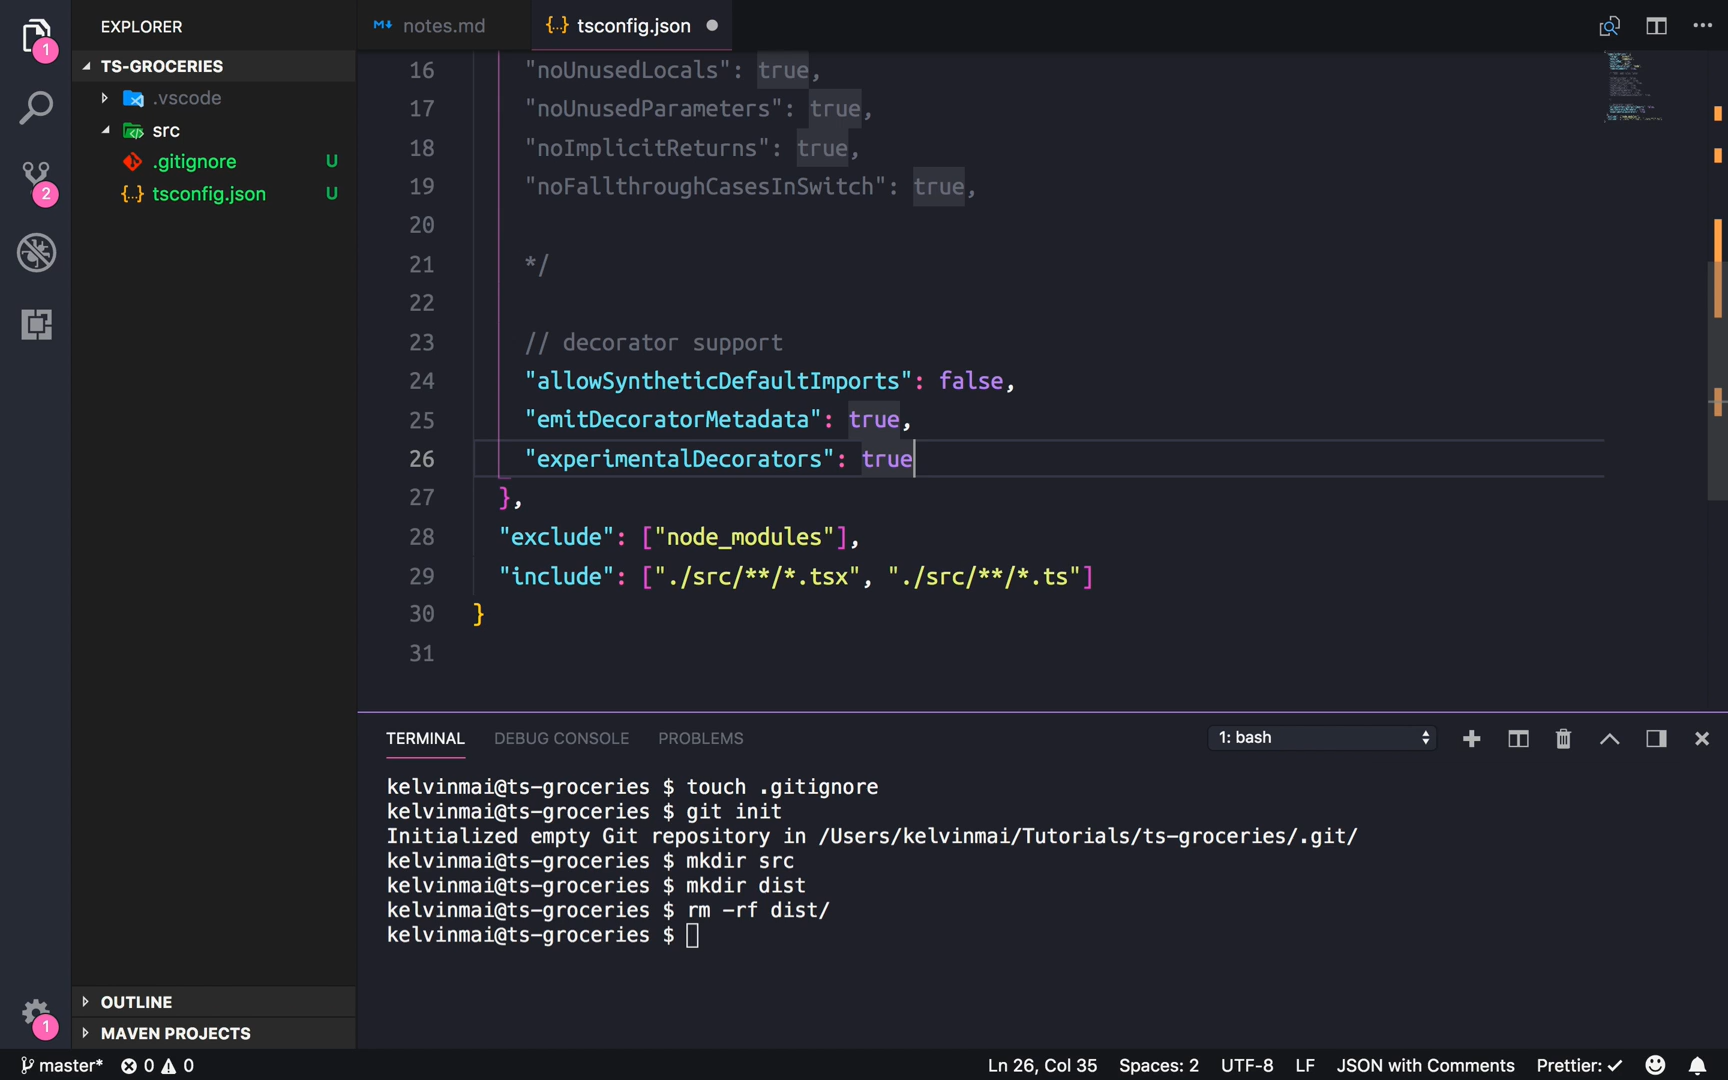 EXPLORER
TS-GROCERIES
.vscode
src
.gitignore U
{..} tsconfig.json U
OUTLINE
MAVEN PROJECTS
1
2
1
M↓ notes.md
{..} tsconfig.json
16 "noUnusedLocals": true,
17 "noUnusedParameters": true,
18 "noImplicitReturns": true,
19 "noFallthroughCasesInSwitch": true,
20
21 */
22
23 // decorator support
24 "allowSyntheticDefaultImports": false,
25 "emitDecoratorMetadata": true,
26 "experimentalDecorators": true
27 },
28 "exclude": ["node_modules"],
29 "include": ["./src/**/*.tsx", "./src/**/*.ts"]
30 }
31
TERMINAL DEBUG CONSOLE PROBLEMS 1: bash
kelvinmai@ts-groceries $ touch .gitignore
kelvinmai@ts-groceries $ git init
Initialized empty Git repository in /Users/kelvinmai/Tutorials/ts-groceries/.git/
kelvinmai@ts-groceries $ mkdir src
kelvinmai@ts-groceries $ mkdir dist
kelvinmai@ts-groceries $ rm -rf dist/
kelvinmai@ts-groceries $
master* 0 0 Ln 26, Col 35 Spaces: 2 UTF-8 LF JSON with Comments Prettier: ✓